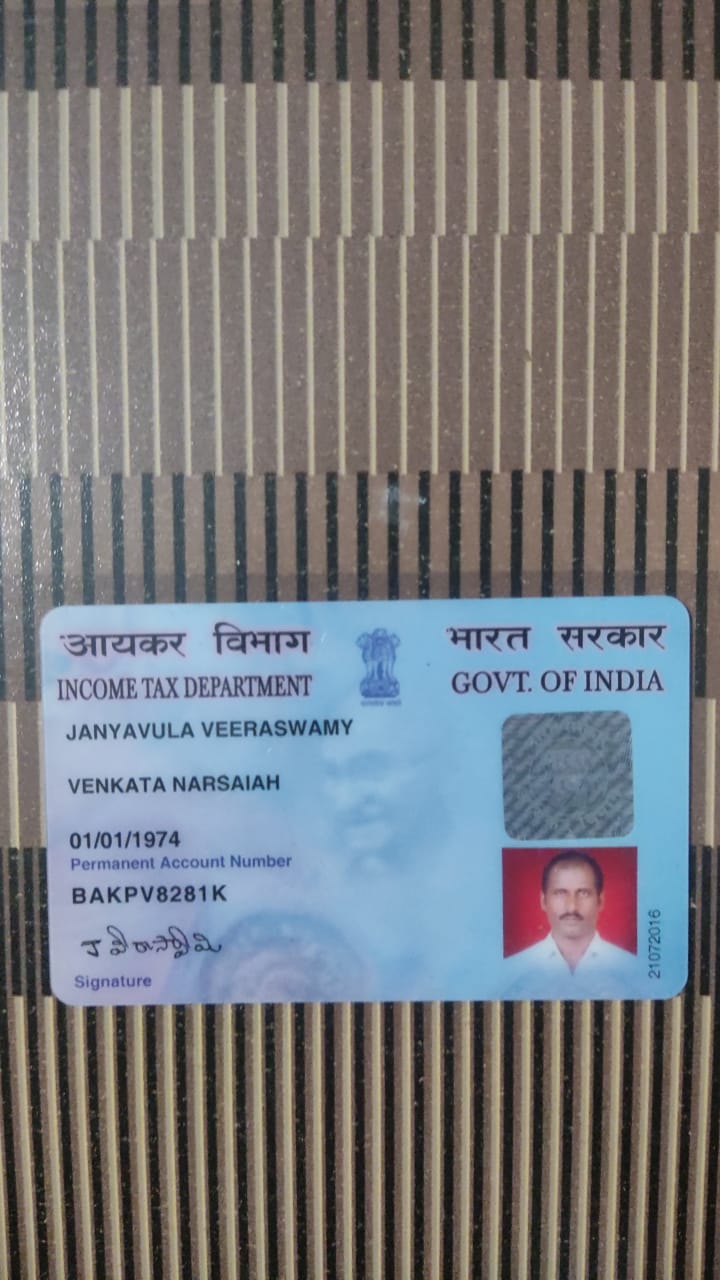 आयकर विभाग
INCOME TAX DEPARTMENT
भारत सरकार
GOVT. OF INDIA
JANYAVULA VEERASWAMY
VENKATA NARSAIAH
01/01/1974
Permanent Account Number
BAKPV8281K
J వీరాస్వామి
Signature
21072016